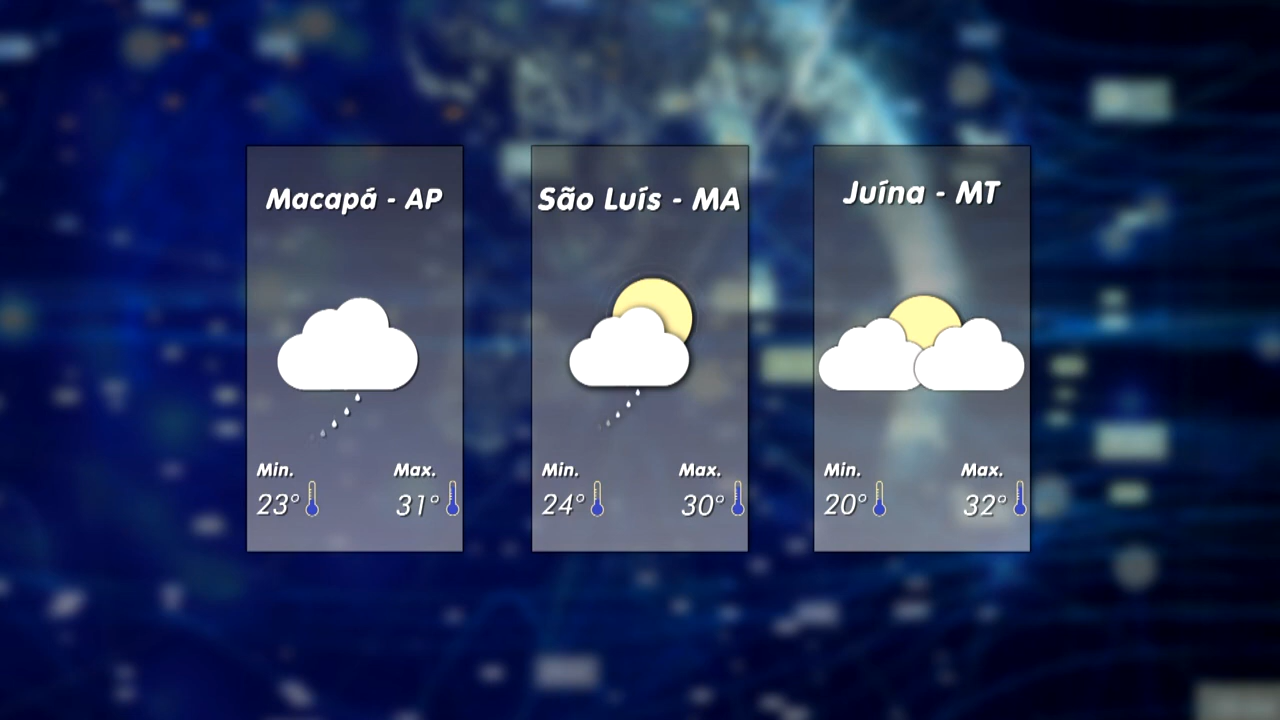 Macapá - AP
Min. Max.
23° 31°
São Luís - MA
Min. Max.
24° 30°
Juína - MT
Min. Max.
20° 32°